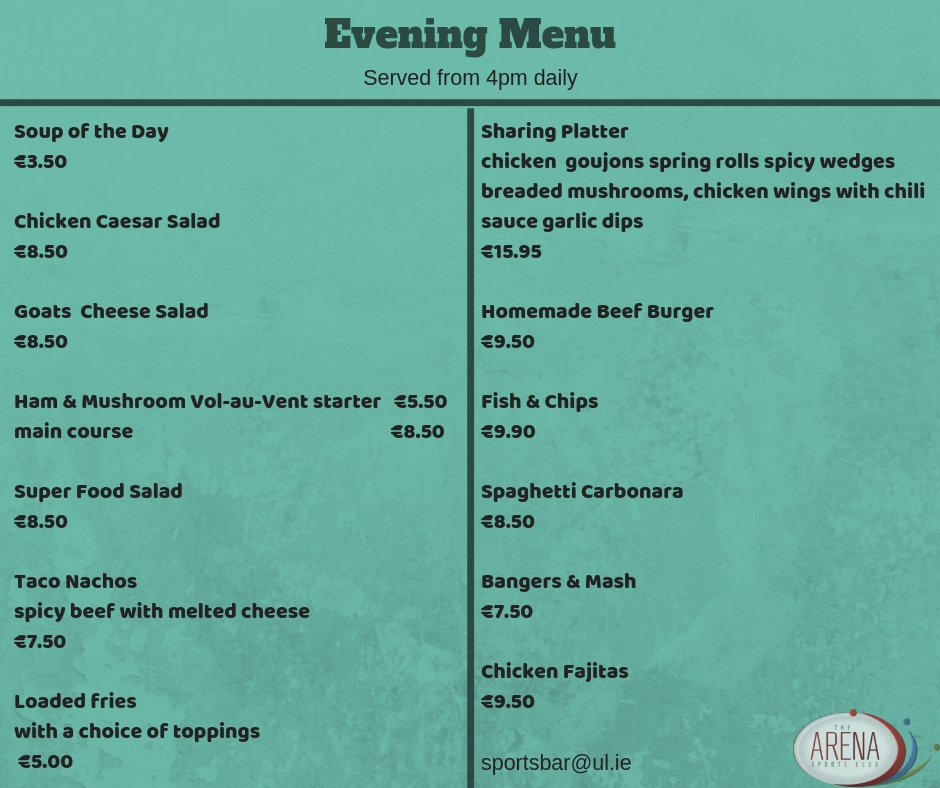 Evening Menu
Served from 4pm daily
Soup of the Day
€3.50
Chicken Caesar Salad
€8.50
Goats  Cheese Salad
€8.50
Ham & Mushroom Vol-au-Vent starter  €5.50
main course  €8.50
Super Food Salad
€8.50
Taco Nachos
spicy beef with melted cheese
€7.50
Loaded fries
with a choice of toppings
€5.00
Sharing Platter
chicken  goujons spring rolls spicy wedges
breaded mushrooms, chicken wings with chili
sauce garlic dips
€15.95
Homemade Beef Burger
€9.50
Fish & Chips
€9.90
Spaghetti Carbonara
€8.50
Bangers & Mash
€7.50
Chicken Fajitas
€9.50
sportsbar@ul.ie
THE
ARENA
SPORTS CLUB